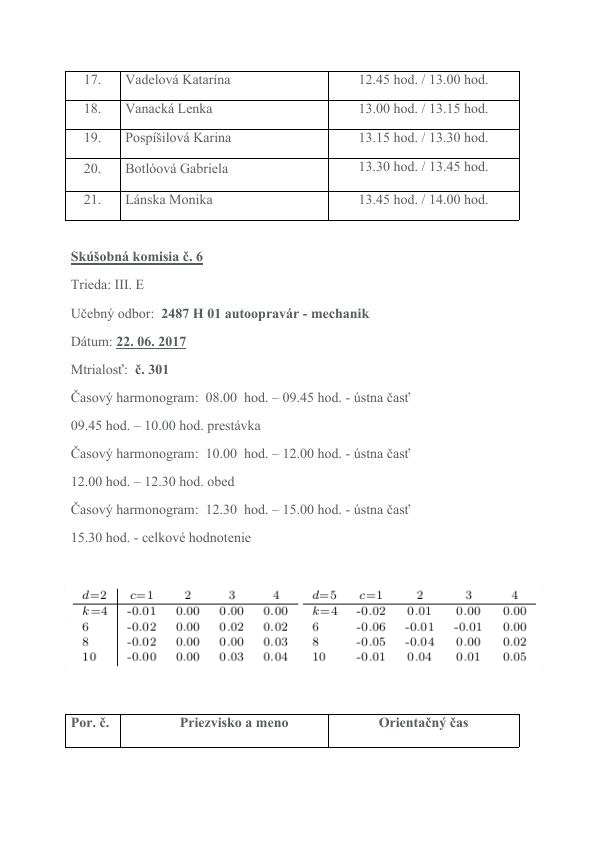 17. Vadelová Katarína 12.45 hod. / 13.00 hod.
18. Vanacká Lenka 13.00 hod. / 13.15 hod.
19. Pospíšilová Karina 13.15 hod. / 13.30 hod.
20. Botlóová Gabriela 13.30 hod. / 13.45 hod.
21. Lánska Monika 13.45 hod. / 14.00 hod.
Skúšobná komisia č. 6
Trieda: III. E
Učebný odbor: 2487 H 01 autoopravár - mechanik
Dátum: 22. 06. 2017
Mtrialosť: č. 301
Časový harmonogram: 08.00 hod. – 09.45 hod. - ústna časť
09.45 hod. – 10.00 hod. prestávka
Časový harmonogram: 10.00 hod. – 12.00 hod. - ústna časť
12.00 hod. – 12.30 hod. obed
Časový harmonogram: 12.30 hod. – 15.00 hod. - ústna časť
15.30 hod. - celkové hodnotenie
d=2 c=1 2 3 4 d=5 c=1 2 3 4
k=4 -0.01 0.00 0.00 0.00 k=4 -0.02 0.01 0.00 0.00
6 -0.02 0.00 0.02 0.02 6 -0.06 -0.01 -0.01 0.00
8 -0.02 0.00 0.00 0.03 8 -0.05 -0.04 0.00 0.02
10 -0.00 0.00 0.03 0.04 10 -0.01 0.04 0.01 0.05
Por. č. Priezvisko a meno Orientačný čas